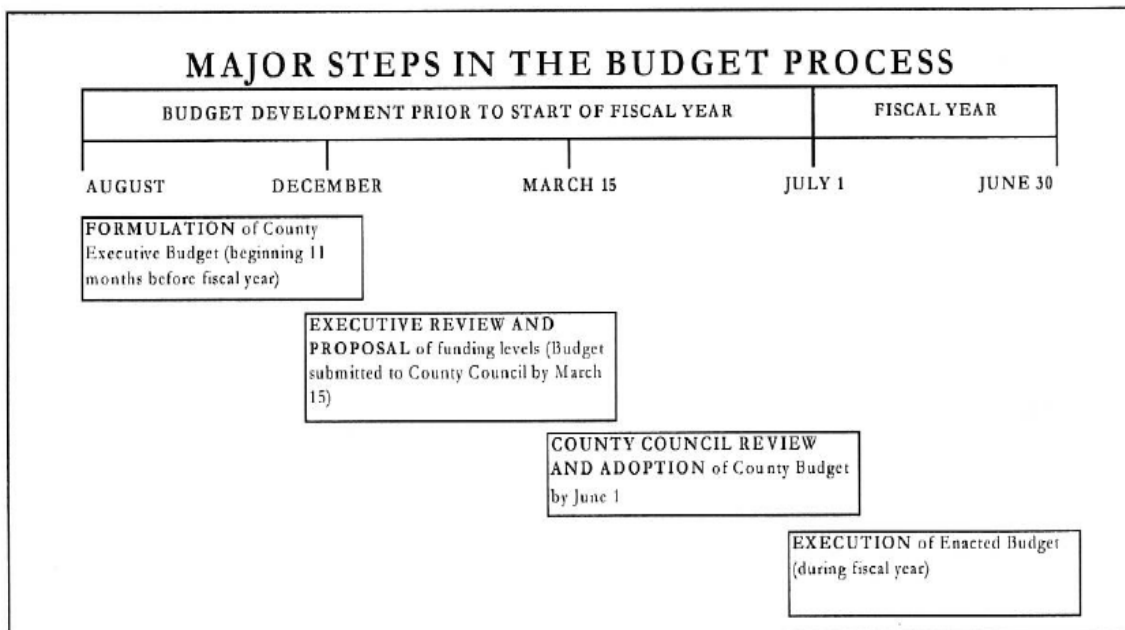 MAJOR STEPS IN THE BUDGET PROCESS
BUDGET DEVELOPMENT PRIOR TO START OF FISCAL YEAR
FISCAL YEAR
AUGUST
DECEMBER
MARCH 15
JULY 1
JUNE 30
FORMULATION of County
Executive Budget (beginning 11
months before fiscal year)
EXECUTIVE REVIEW AND
PROPOSAL of funding levels (Budget
submitted to County Council by March
15)
COUNTY COUNCIL REVIEW
AND ADOPTION of County Budget
by June 1
EXECUTION of Enacted Budget
(during fiscal year)